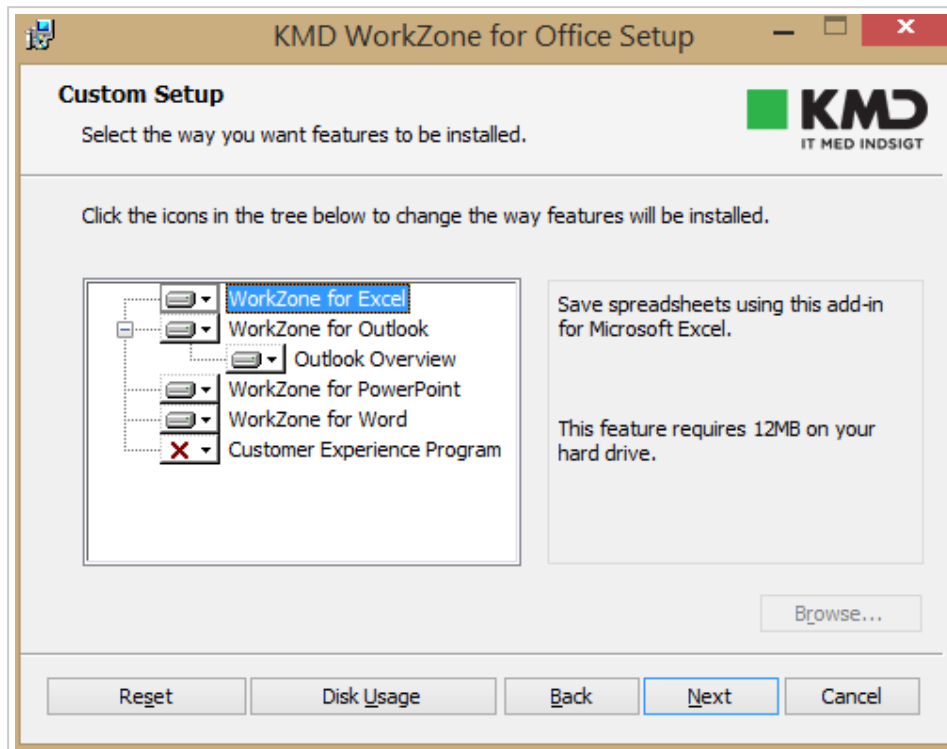 KMD WorkZone for Office Setup
Custom Setup
Select the way you want features to be installed.
KMD
IT MED INDSIGT
Click the icons in the tree below to change the way features will be installed.
WorkZone for Excel
WorkZone for Outlook
Outlook Overview
WorkZone for PowerPoint
WorkZone for Word
Customer Experience Program
Save spreadsheets using this add-in
for Microsoft Excel.
This feature requires 12MB on your
hard drive.
Browse...
Reset
Disk Usage
Back
Next
Cancel